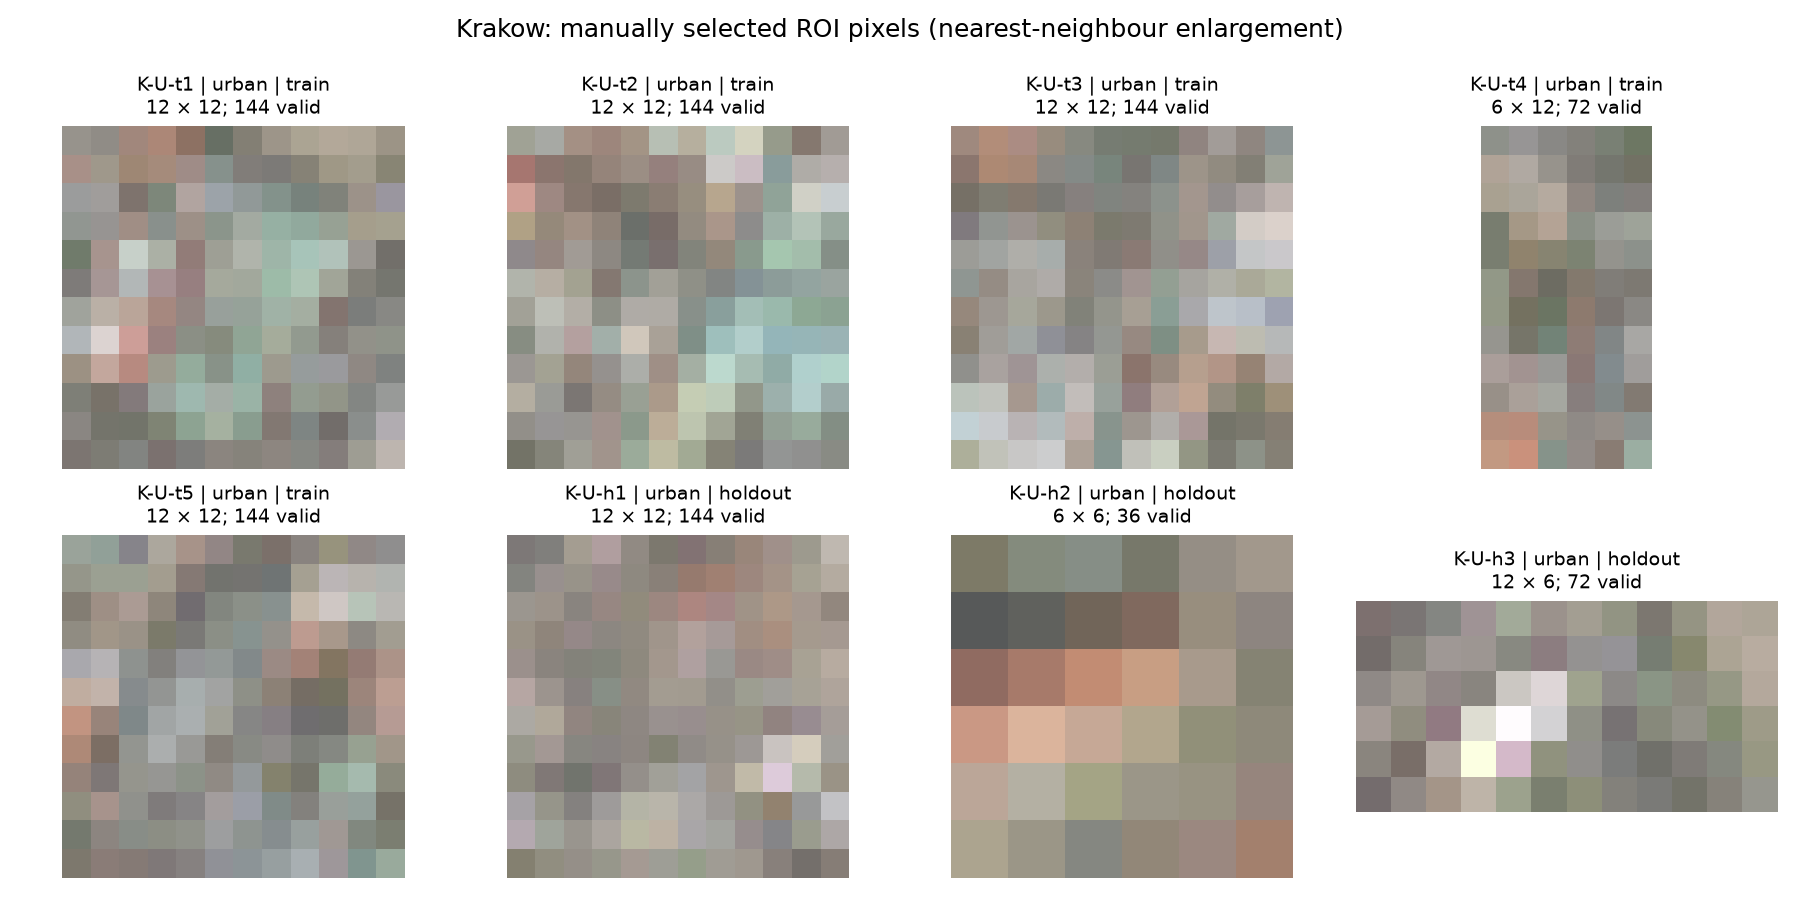 Krakow: manually selected ROI pixels (nearest-neighbour enlargement)
K-U-t1 | urban | train
12 × 12; 144 valid
K-U-t2 | urban | train
12 × 12; 144 valid
K-U-t3 | urban | train
12 × 12; 144 valid
K-U-t4 | urban | train
6 × 12; 72 valid
K-U-t5 | urban | train
12 × 12; 144 valid
K-U-h1 | urban | holdout
12 × 12; 144 valid
K-U-h2 | urban | holdout
6 × 6; 36 valid
K-U-h3 | urban | holdout
12 × 6; 72 valid